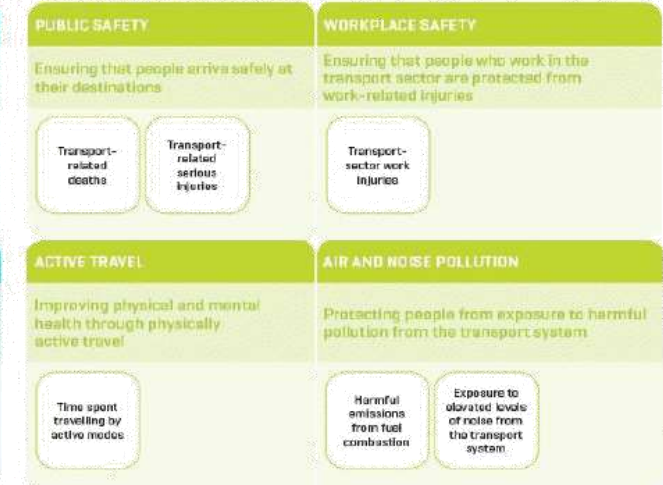 PUBLIC SAFETY
Ensuring that people arrive safely at
their destinations
Transport-
related
deaths
Transport-
related
serious
injuries
WORKPLACE SAFETY
Ensuring that people who work in the
transport sector are protected from
work-related injuries
Transport-
sector work
injuries
ACTIVE TRAVEL
Improving physical and mental
health through physically
active travel
Time spent
travelling by
active modes
AIR AND NOISE POLLUTION
Protecting people from exposure to harmful
pollution from the transport system
Harmful
emissions
from fuel
combustion
Exposure to
elevated levels
of noise from
the transport
system